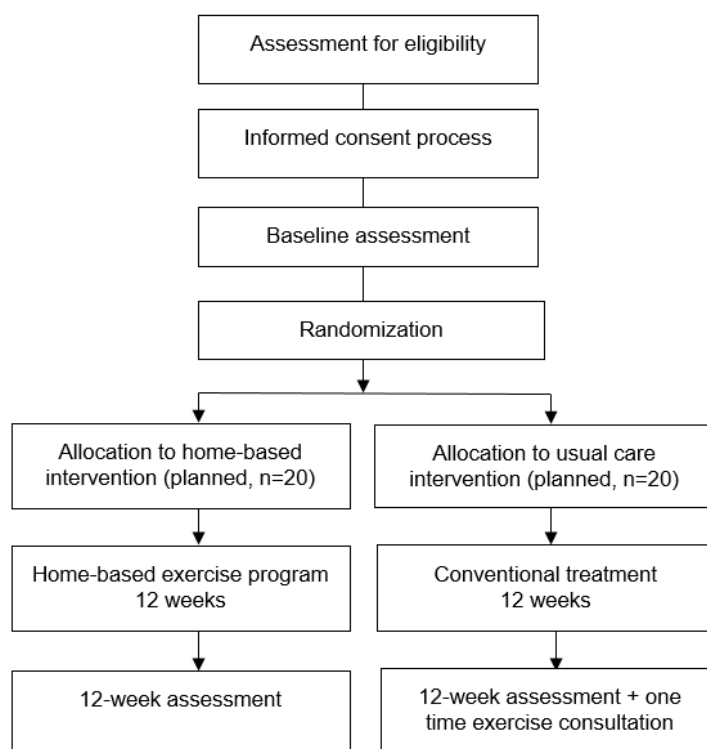 Assessment for eligibility
Informed consent process
Baseline assessment
Randomization
Allocation to home-based
intervention (planned, n=20)
Allocation to usual care
intervention (planned, n=20)
Home-based exercise program
12 weeks
Conventional treatment
12 weeks
12-week assessment
12-week assessment + one
time exercise consultation